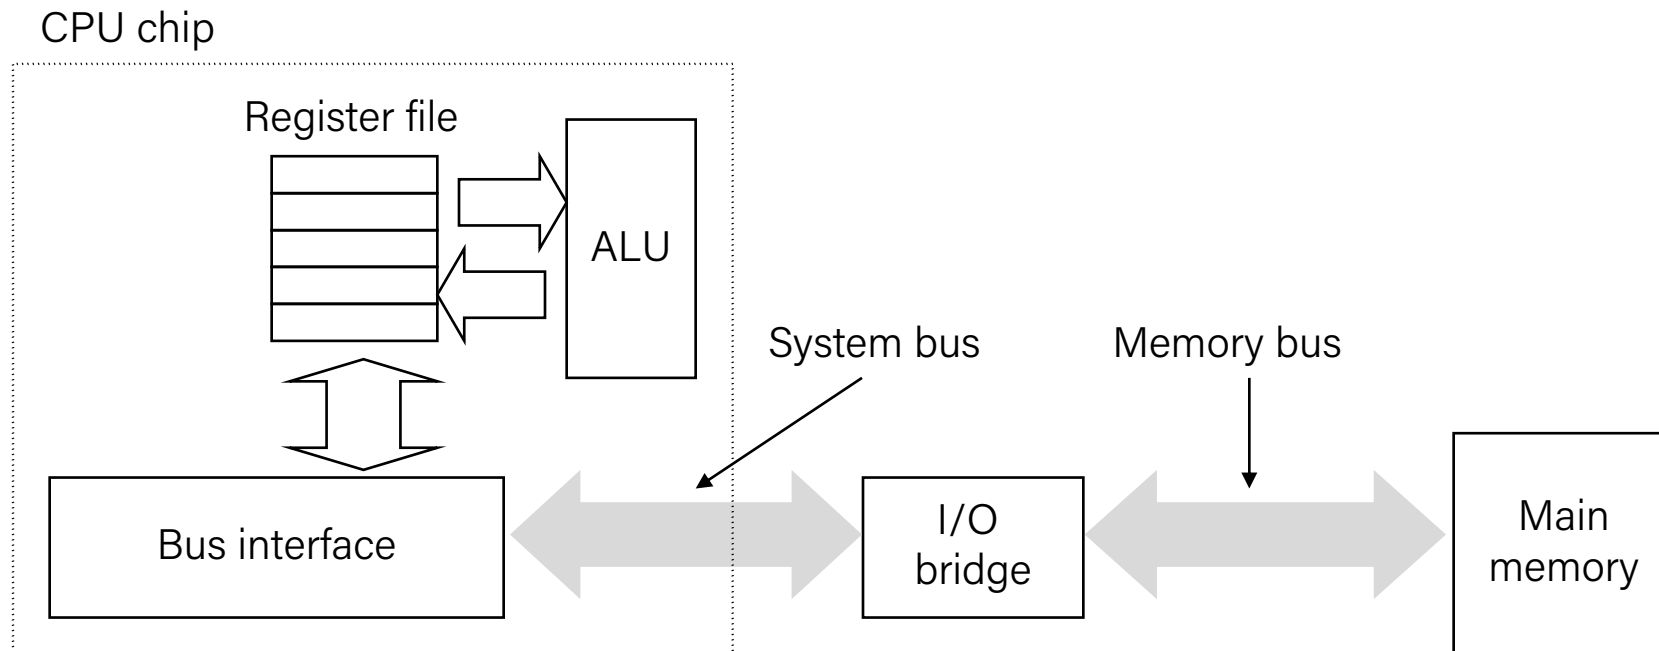 CPU chip
Register file
ALU
System bus
Memory bus
Bus interface
I/O
bridge
Main
memory